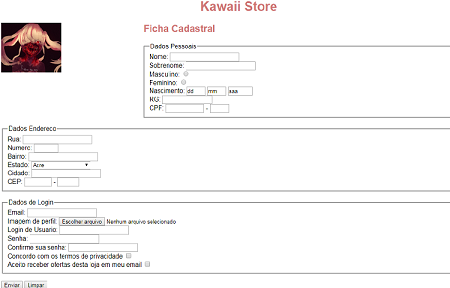 Kawaii Store
Ficha Cadastral
Dados Pessoais
Nome:
Sobrenome:
Masculino:
Feminino:
Nascimento: dd mm aaa
RG:
CPF: -
Dados Endereco
Rua:
Numero:
Bairro:
Estado: Acre
Cidado:
CEP: -
Dados de Login
Email:
Imagem de perfil: Escolher arquivo Nenhum arquivo selecionado
Login de Usuario:
Senha:
Confirme sua senha:
Concordo com os termos de privacidade
Aceito receber ofertas desta loja em meu email
Enviar Limpar